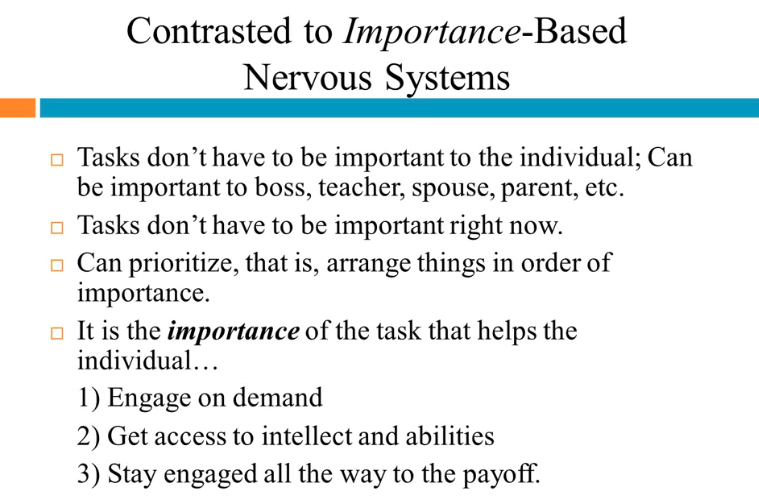 Contrasted to Importance-Based
Nervous Systems
Tasks don’t have to be important to the individual; Can
be important to boss, teacher, spouse, parent, etc.
Tasks don’t have to be important right now.
Can prioritize, that is, arrange things in order of
importance.
It is the importance of the task that helps the
individual…
1) Engage on demand
2) Get access to intellect and abilities
3) Stay engaged all the way to the payoff.